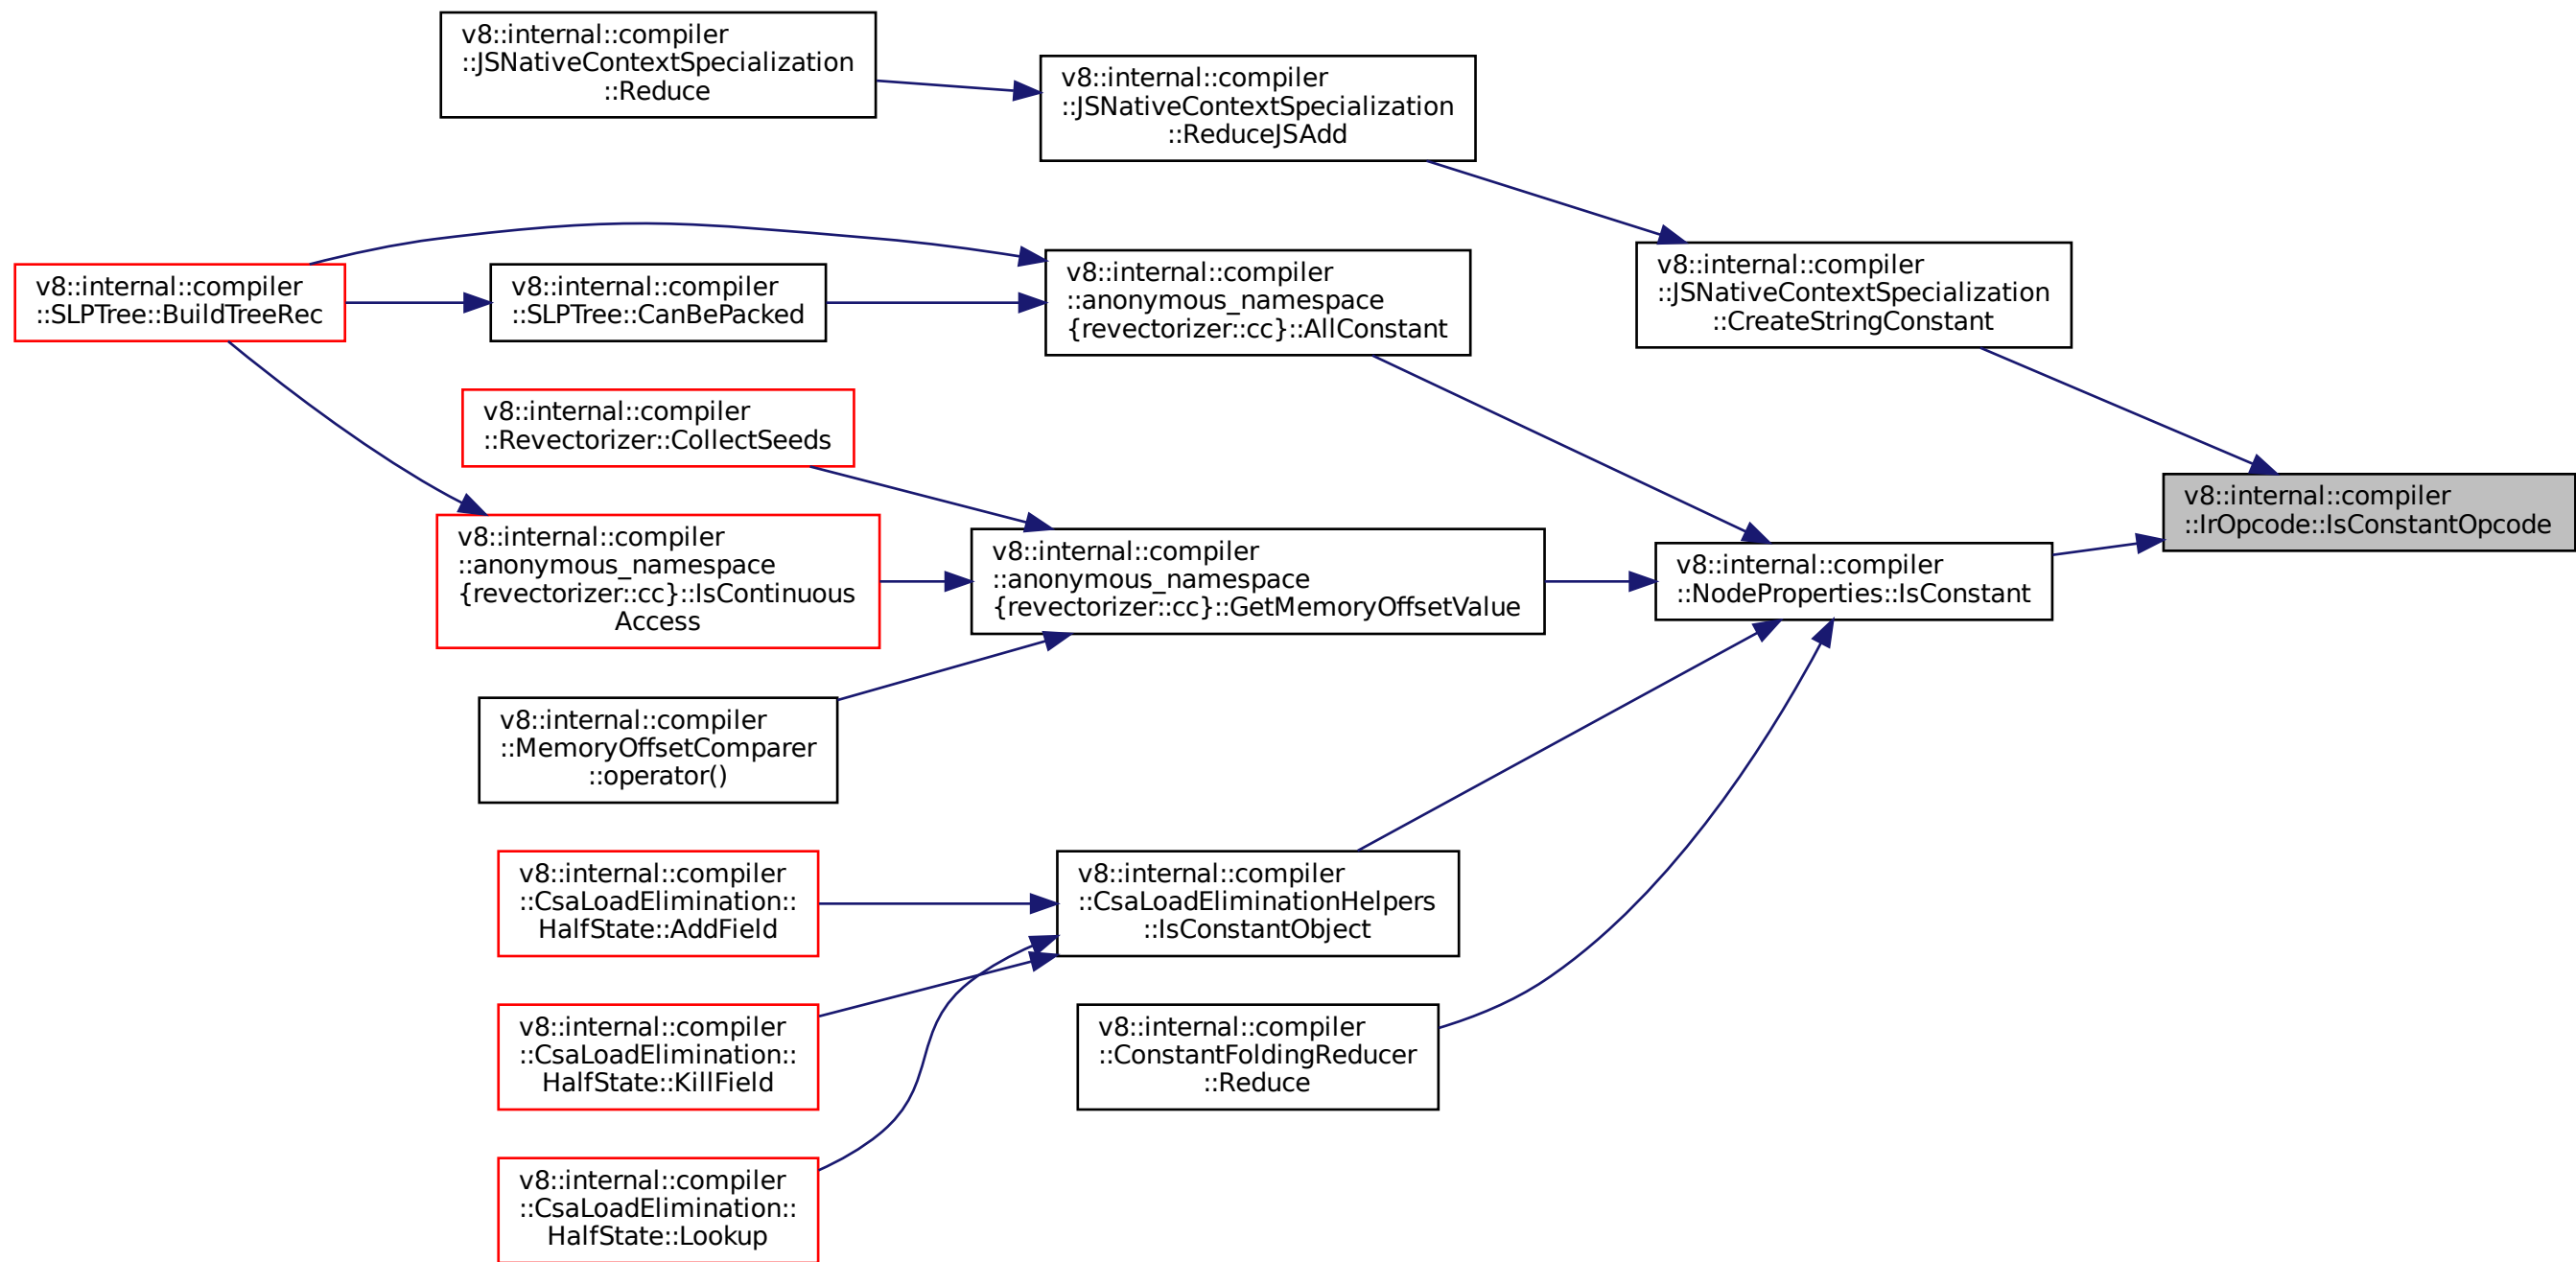 v8::internal::compiler
::JSNativeContextSpecialization
::Reduce
v8::internal::compiler
::JSNativeContextSpecialization
::ReduceJSAdd
v8::internal::compiler
::JSNativeContextSpecialization
::CreateStringConstant
v8::internal::compiler
::SLPTree::BuildTreeRec
v8::internal::compiler
::SLPTree::CanBePacked
v8::internal::compiler
::anonymous_namespace
{revectorizer::cc}::AllConstant
v8::internal::compiler
::Revectorizer::CollectSeeds
v8::internal::compiler
::IrOpcode::IsConstantOpcode
v8::internal::compiler
::anonymous_namespace
{revectorizer::cc}::IsContinuous
Access
v8::internal::compiler
::anonymous_namespace
{revectorizer::cc}::GetMemoryOffsetValue
v8::internal::compiler
::NodeProperties::IsConstant
v8::internal::compiler
::MemoryOffsetComparer
::operator()
v8::internal::compiler
::CsaLoadElimination::
HalfState::AddField
v8::internal::compiler
::CsaLoadEliminationHelpers
::IsConstantObject
v8::internal::compiler
::CsaLoadElimination::
HalfState::KillField
v8::internal::compiler
::ConstantFoldingReducer
::Reduce
v8::internal::compiler
::CsaLoadElimination::
HalfState::Lookup